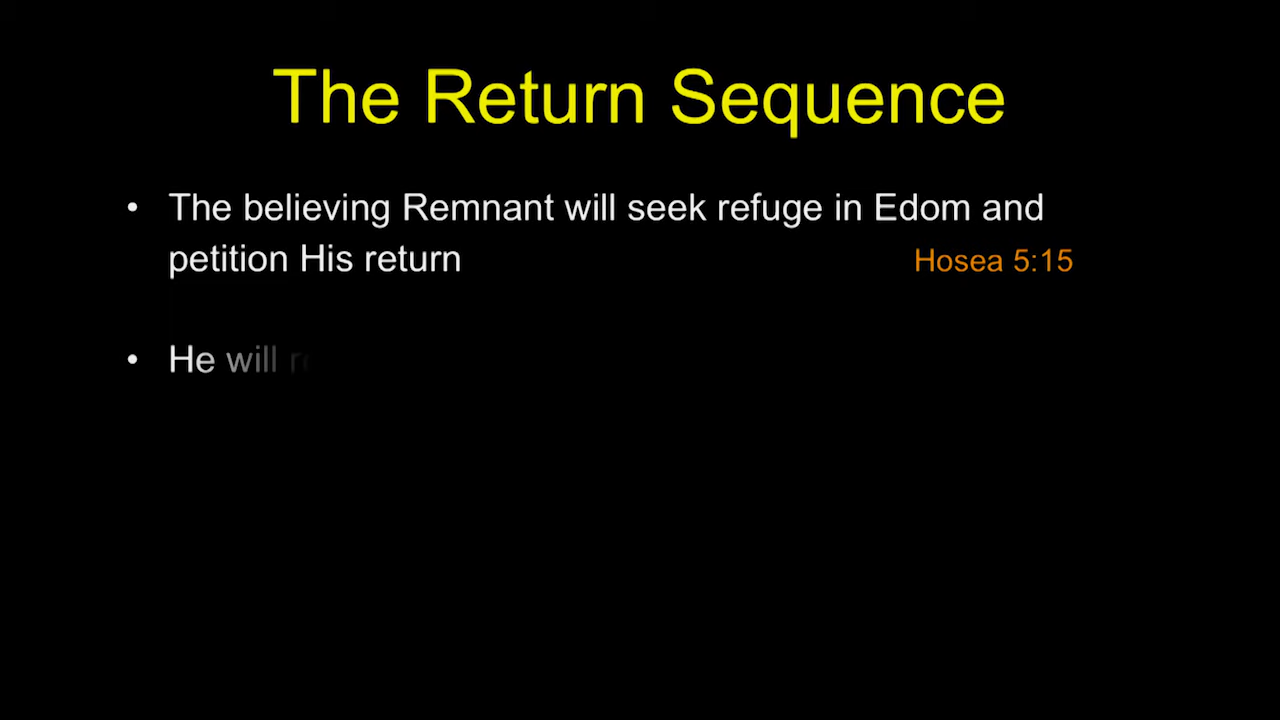 The Return Sequence
• The believing Remnant will seek refuge in Edom and
petition His return Hosea 5:15
• He will